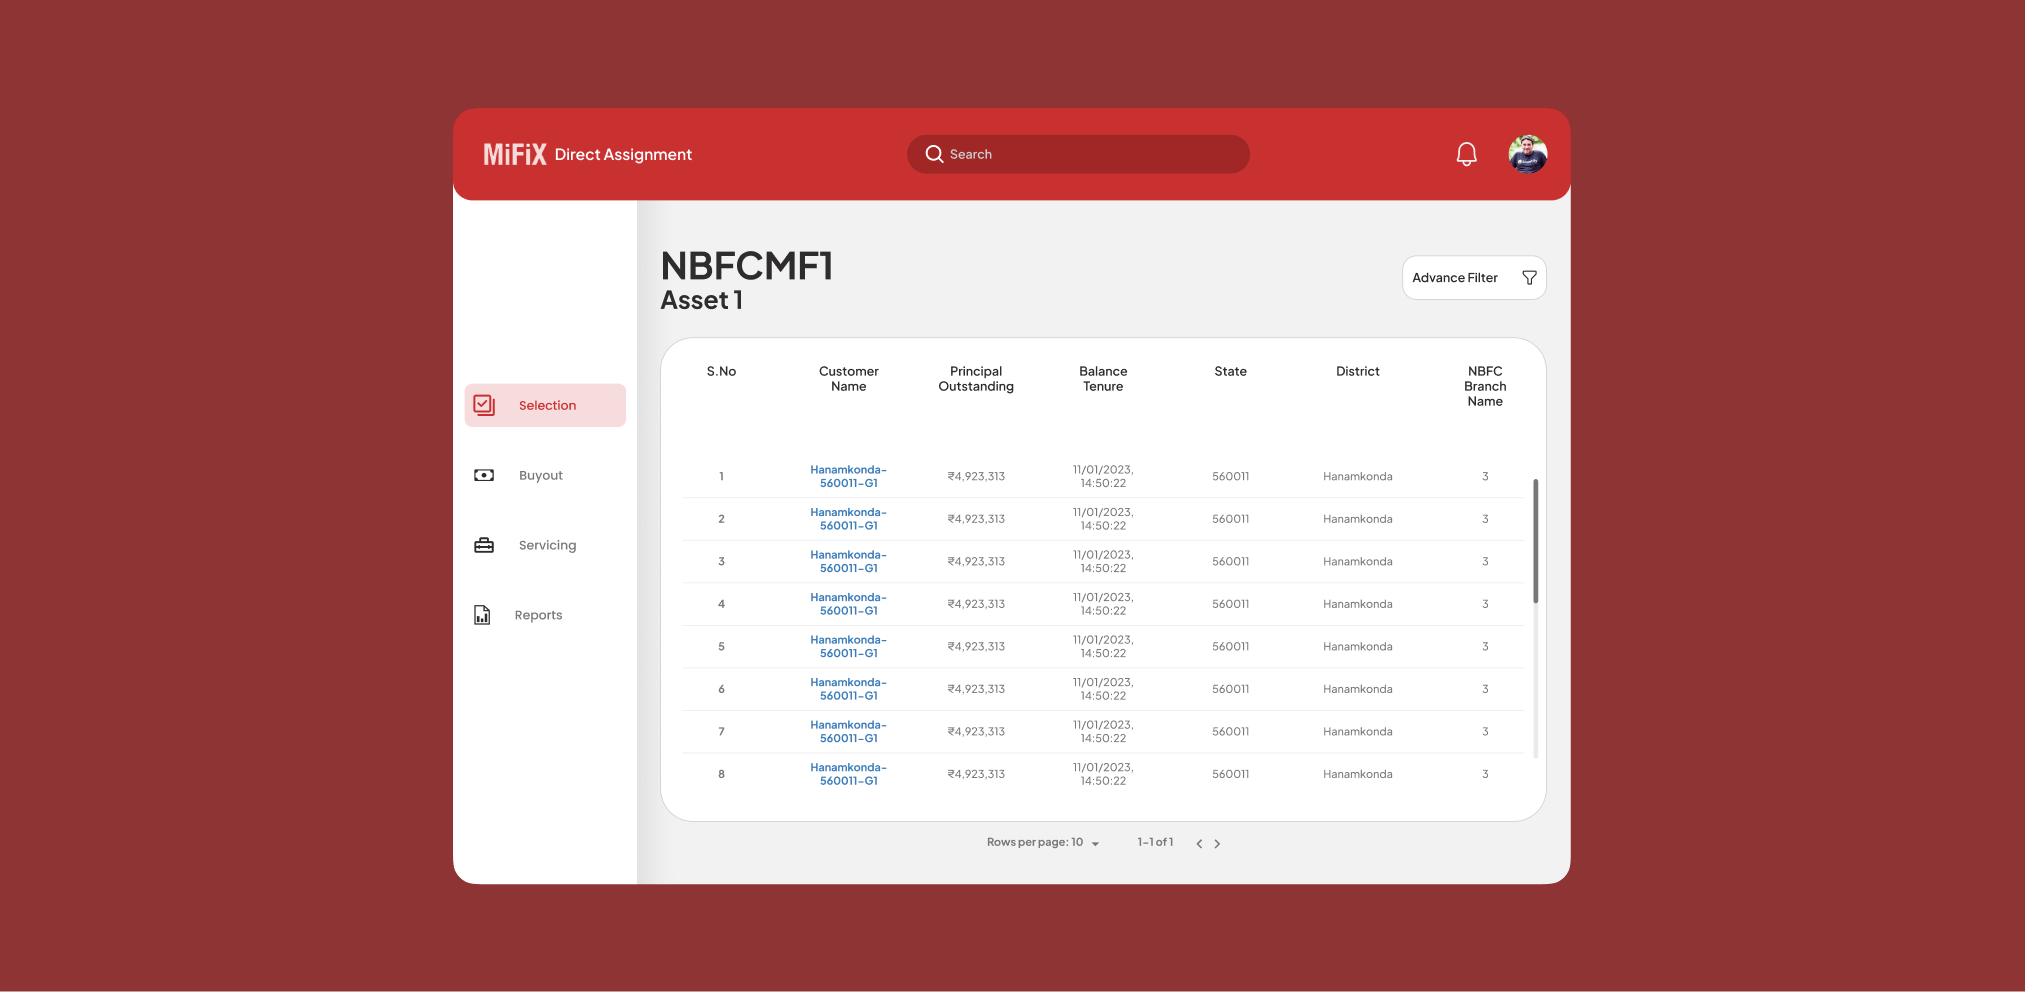 MiFiX Direct Assignment
Search
NBFCMF1
Asset 1
Advance Filter
Selection
Buyout
Servicing
Reports
S.No Customer Name Principal Outstanding Balance Tenure State District NBFC Branch Name
1 Hanamkonda-560011-G1 ₹4,923,313 11/01/2023, 14:50:22 560011 Hanamkonda 3
2 Hanamkonda-560011-G1 ₹4,923,313 11/01/2023, 14:50:22 560011 Hanamkonda 3
3 Hanamkonda-560011-G1 ₹4,923,313 11/01/2023, 14:50:22 560011 Hanamkonda 3
4 Hanamkonda-560011-G1 ₹4,923,313 11/01/2023, 14:50:22 560011 Hanamkonda 3
5 Hanamkonda-560011-G1 ₹4,923,313 11/01/2023, 14:50:22 560011 Hanamkonda 3
6 Hanamkonda-560011-G1 ₹4,923,313 11/01/2023, 14:50:22 560011 Hanamkonda 3
7 Hanamkonda-560011-G1 ₹4,923,313 11/01/2023, 14:50:22 560011 Hanamkonda 3
8 Hanamkonda-560011-G1 ₹4,923,313 11/01/2023, 14:50:22 560011 Hanamkonda 3
Rows per page: 10 1-1 of 1